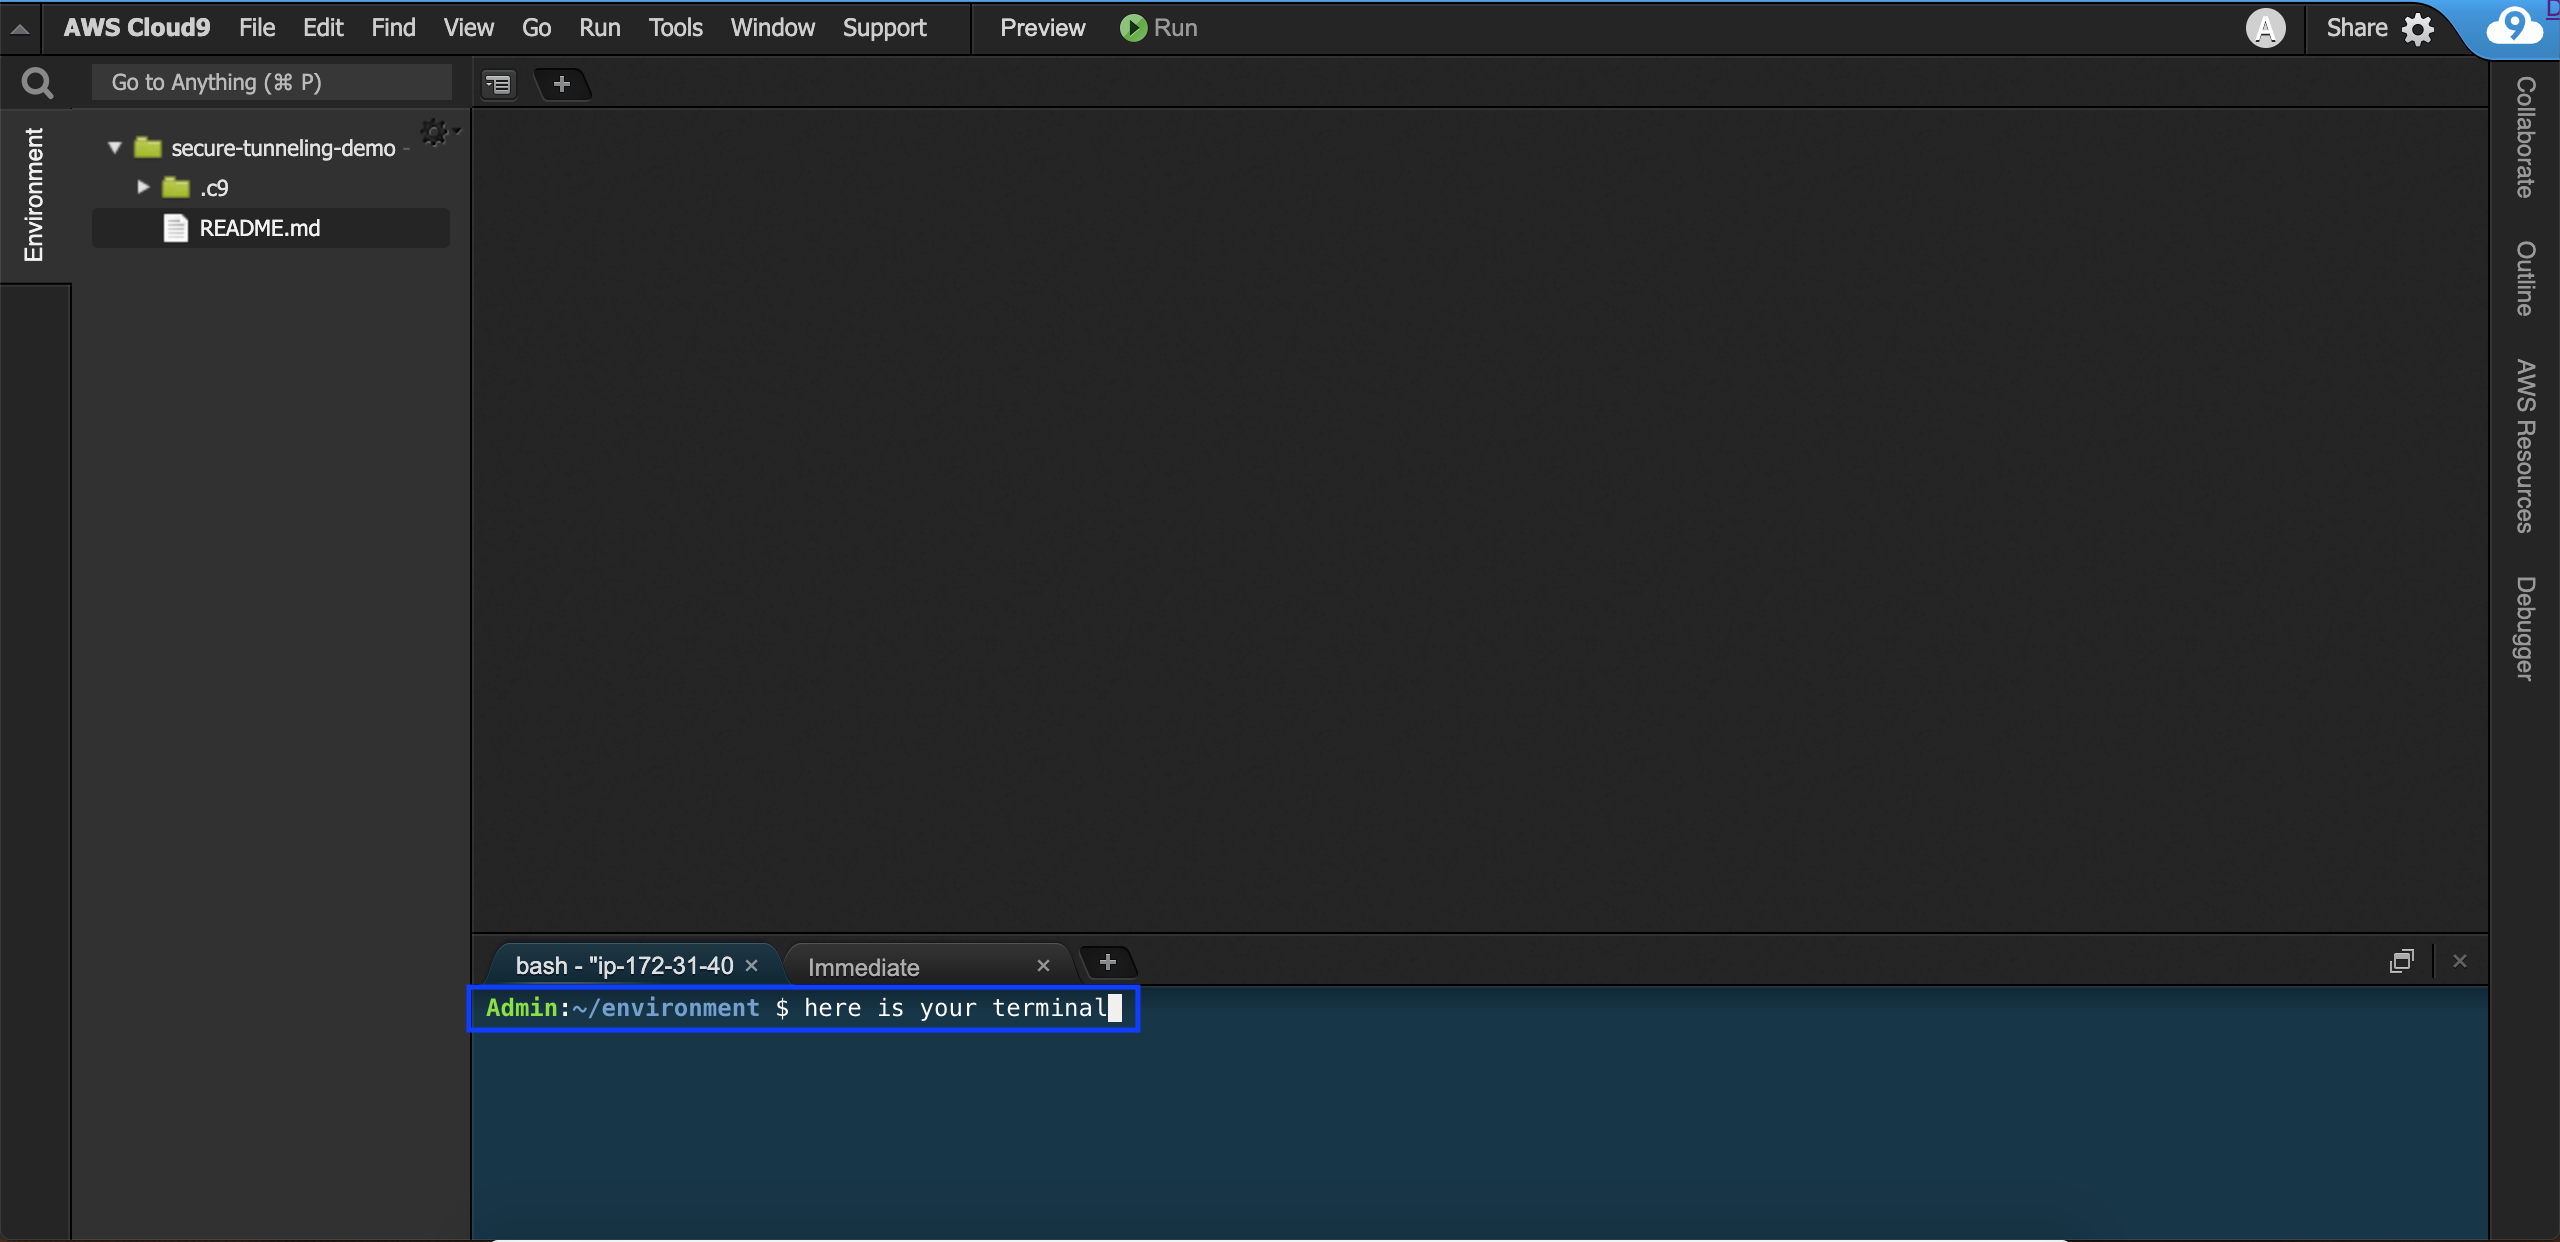 AWS Cloud9 File Edit Find View Go Run Tools Window Support Preview Run A Share 9 D
Go to Anything (⌘ P)
Environment
secure-tunneling-demo -
.c9
README.md
Collaborate
Outline
AWS Resources
Debugger
bash - "ip-172-31-40 Immediate
Admin:~/environment $ here is your terminal